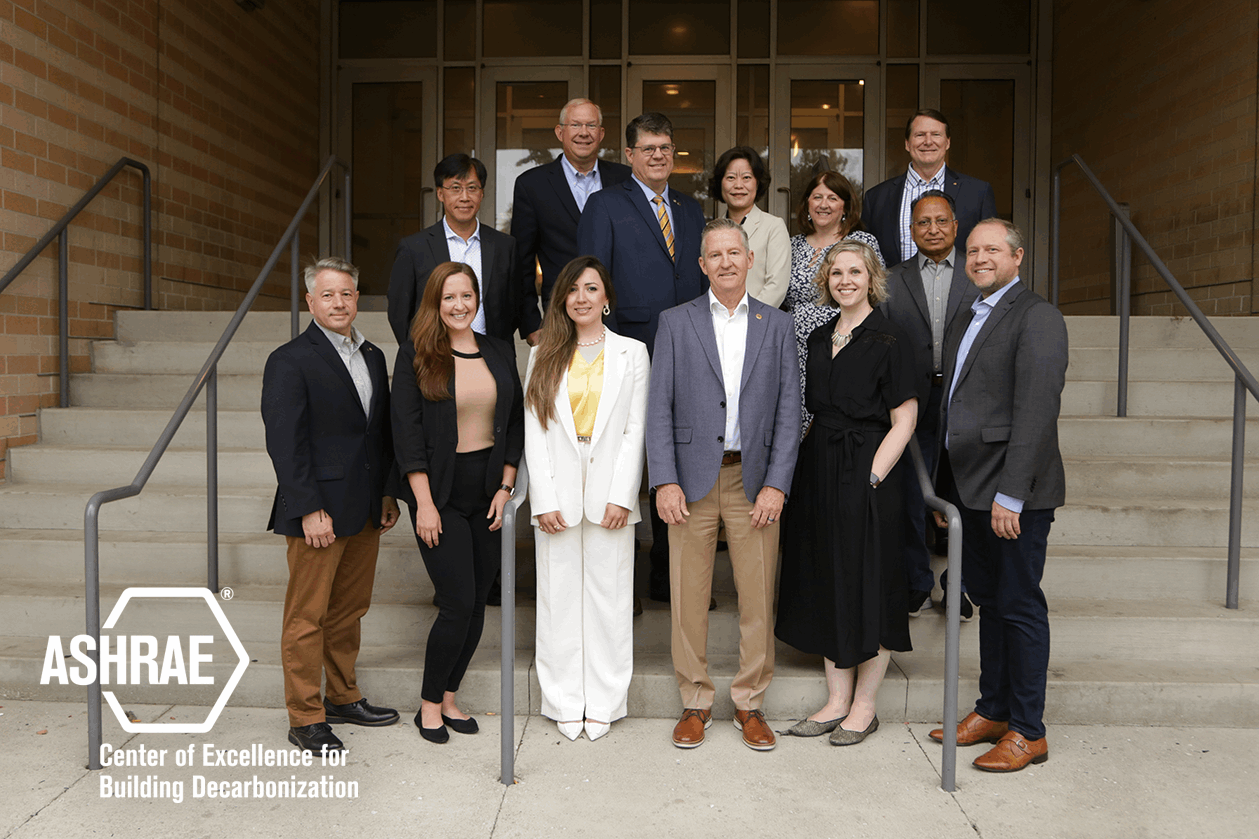 ASHRAE®
Center of Excellence for
Building Decarbonization